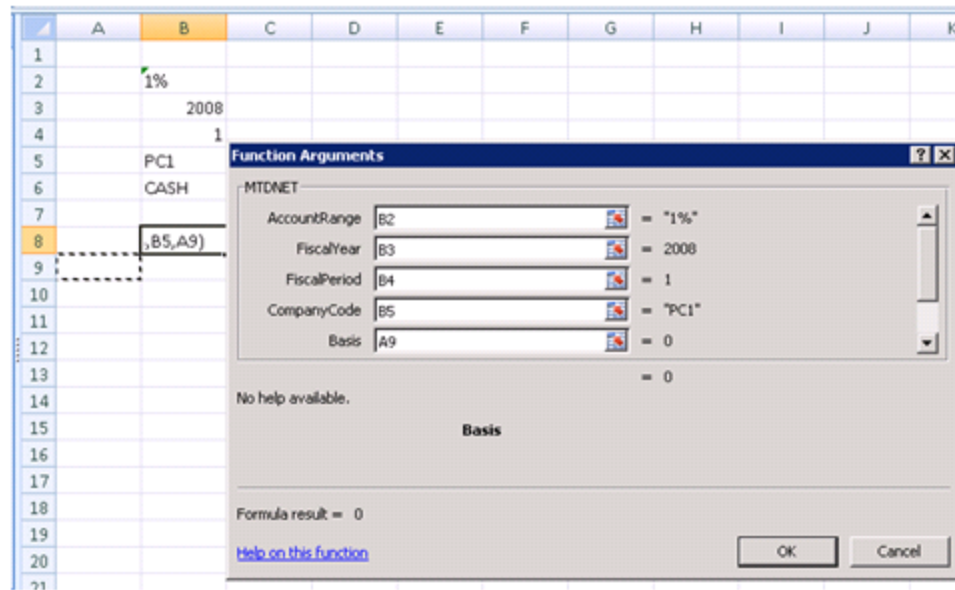 A B C D E F G H I J K
1
2 1%
3 2008
4 1
5 PC1
6 CASH
7
8 ,B5,A9)
9
10
11
12
13
14
15
16
17
18
19
20
21
Function Arguments
MTDNET
AccountRange B2 = "1%"
FiscalYear B3 = 2008
FiscalPeriod B4 = 1
CompanyCode B5 = "PC1"
Basis A9 = 0
= 0
No help available.
Basis
Formula result = 0
Help on this function
OK Cancel